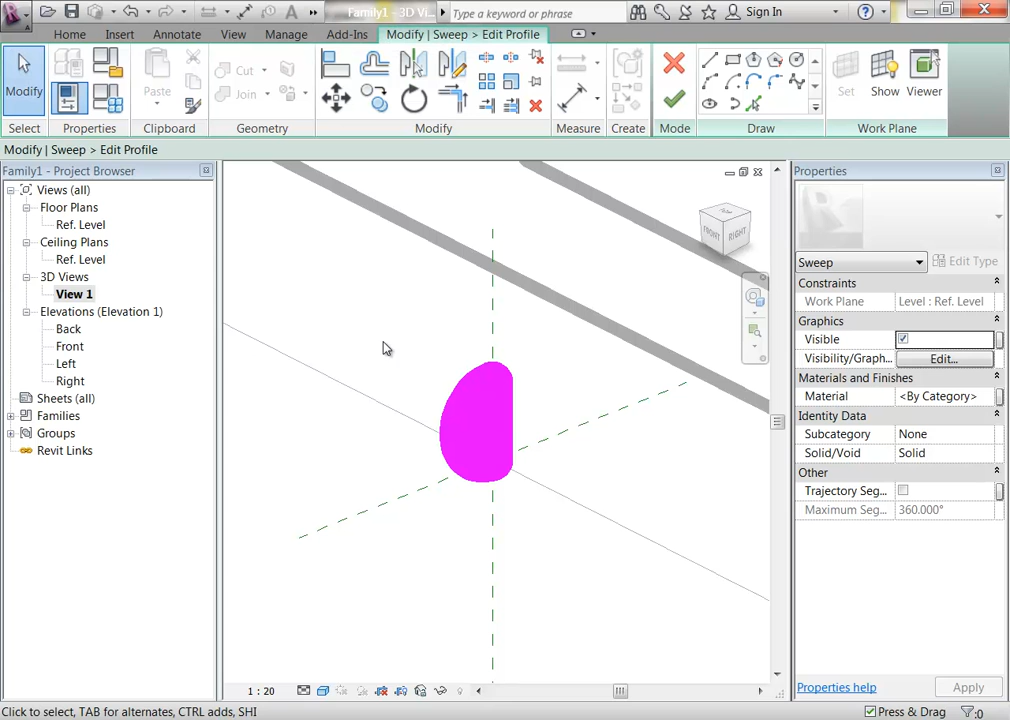 Family1 - 3D Vi...
Type a keyword or phrase
Sign In
Home
Insert
Annotate
View
Manage
Add-Ins
Modify | Sweep > Edit Profile
Modify
Paste
Cut
Join
Set
Show
Viewer
Select
Properties
Clipboard
Geometry
Modify
Measure
Create
Mode
Draw
Work Plane
Modify | Sweep > Edit Profile
Family1 - Project Browser
Views (all)
Floor Plans
Ref. Level
Ceiling Plans
Ref. Level
3D Views
View 1
Elevations (Elevation 1)
Back
Front
Left
Right
Sheets (all)
Families
Groups
Revit Links
FRONT
RIGHT
1 : 20
Properties
Sweep
Edit Type
Constraints
Work Plane
Level : Ref. Level
Graphics
Visible
Visibility/Graph...
Edit...
Materials and Finishes
Material
<By Category>
Identity Data
Subcategory
None
Solid/Void
Solid
Other
Trajectory Seg...
Maximum Seg...
360.000°
Properties help
Apply
Click to select, TAB for alternates, CTRL adds, SHI
Press & Drag
:0